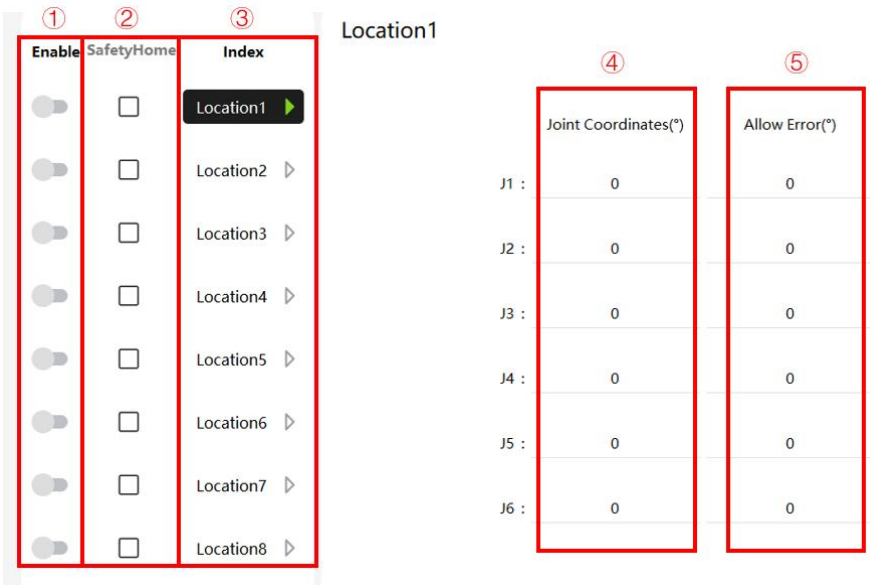 ① ② ③
Enable SafetyHome Index
Location1
Location2
Location3
Location4
Location5
Location6
Location7
Location8
Location1
④ ⑤
Joint Coordinates(°) Allow Error(°)
J1 : 0 0
J2 : 0 0
J3 : 0 0
J4 : 0 0
J5 : 0 0
J6 : 0 0